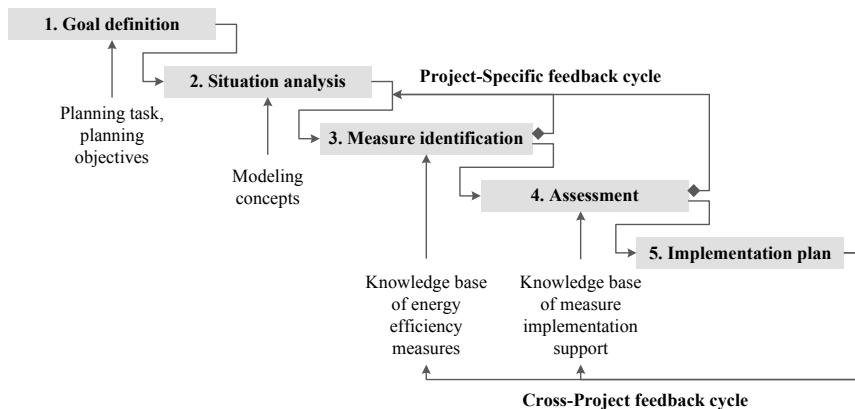 1. Goal definition
2. Situation analysis
Project-Specific feedback cycle
Planning task,
planning
objectives
3. Measure identification
Modeling
concepts
4. Assessment
5. Implementation plan
Knowledge base
of energy
efficiency
measures
Knowledge base
of measure
implementation
support
Cross-Project feedback cycle